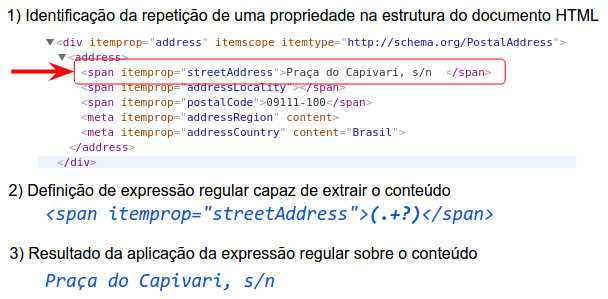 1) Identificação da repetição de uma propriedade na estrutura do documento HTML
▼<div itemprop="address" itemscope itemtype="http://schema.org/PostalAddress">
▼<address>
<span itemprop="streetAddress">Praça do Capivari, s/n  </span>
<span itemprop="addressLocality"></span>
<span itemprop="postalCode">09111-100</span>
<meta itemprop="addressRegion" content>
<meta itemprop="addressCountry" content="Brasil">
</address>
</div>
2) Definição de expressão regular capaz de extrair o conteúdo
<span itemprop="streetAddress">(.+?)</span>
3) Resultado da aplicação da expressão regular sobre o conteúdo
Praça do Capivari, s/n